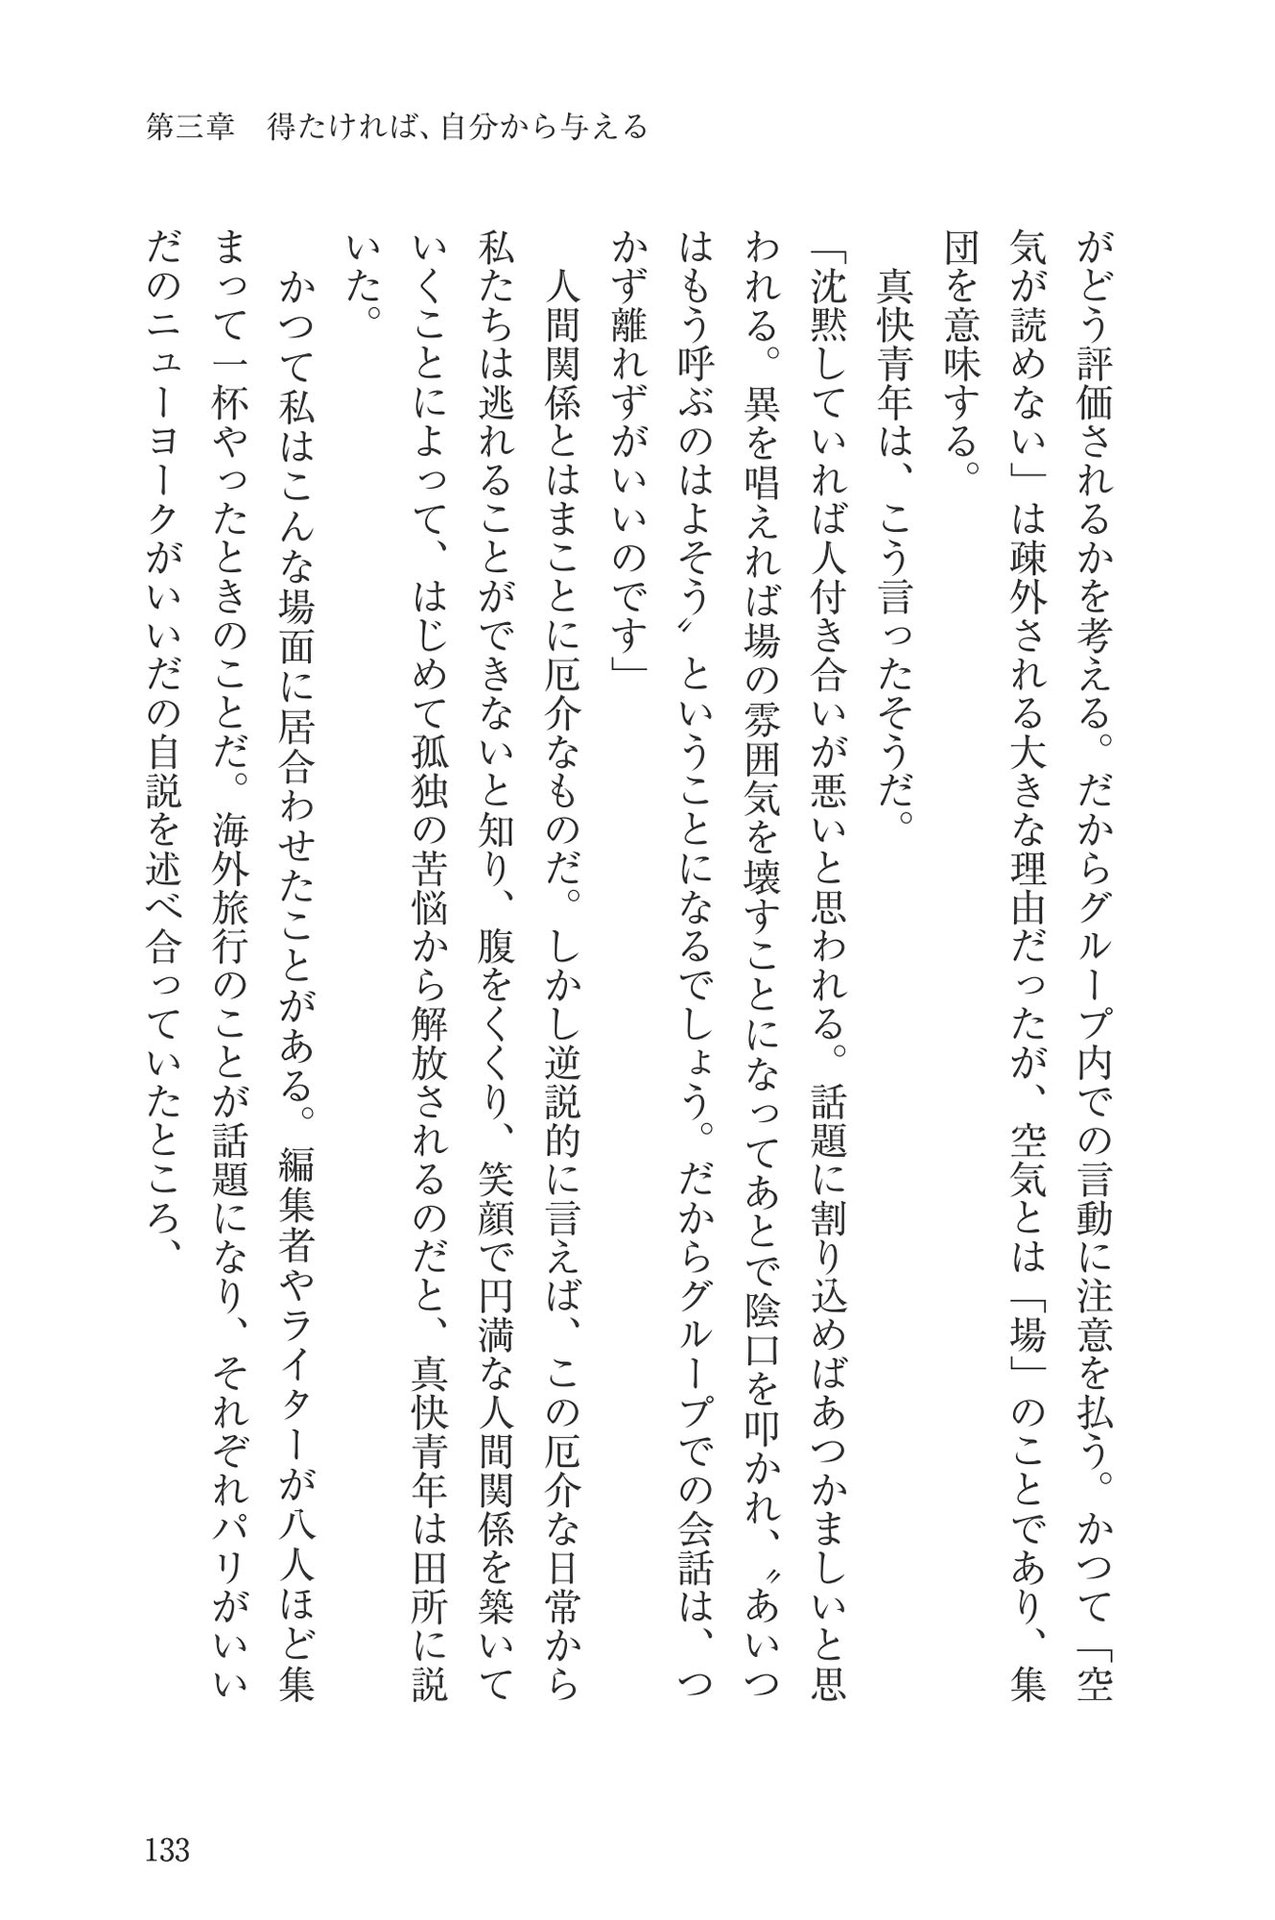 第三章　得たければ、自分から与える
がどう評価されるかを考える。だからグループ内での言動に注意を払う。かつて「空
気が読めない」は疎外される大きな理由だったが、空気とは「場」のことであり、集
団を意味する。
　真快青年は、こう言ったそうだ。
「沈黙していれば人付き合いが悪いと思われる。話題に割り込めばあつかましいと思
われる。異を唱えれば場の雰囲気を壊すことになってあとで陰口を叩かれ、〝あいつ
はもう呼ぶのはよそう〟ということになるでしょう。だからグループでの会話は、つ
かず離れずがいいのです」
　人間関係とはまことに厄介なものだ。しかし逆説的に言えば、この厄介な日常から
私たちは逃れることができないと知り、腹をくくり、笑顔で円満な人間関係を築いて
いくことによって、はじめて孤独の苦悩から解放されるのだと、真快青年は田所に説
いた。
　かつて私はこんな場面に居合わせたことがある。編集者やライターが八人ほど集
まって一杯やったときのことだ。海外旅行のことが話題になり、それぞれパリがいい
だのニューヨークがいいだの自説を述べ合っていたところ、
133